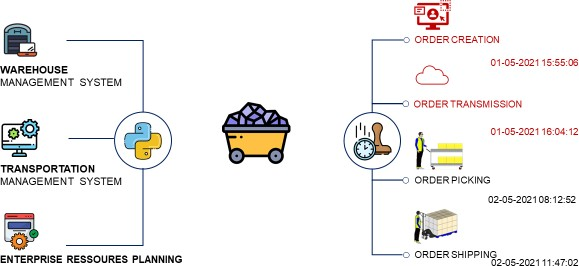 WAREHOUSE
MANAGEMENT SYSTEM
TRANSPORTATION
MANAGEMENT SYSTEM
ENTERPRISE RESSOURES PLANNING
ORDER CREATION
01-05-2021 15:55:06
ORDER TRANSMISSION
01-05-2021 16:04:12
ORDER PICKING
02-05-2021 08:12:52
ORDER SHIPPING
02-05-2021 11:47:02